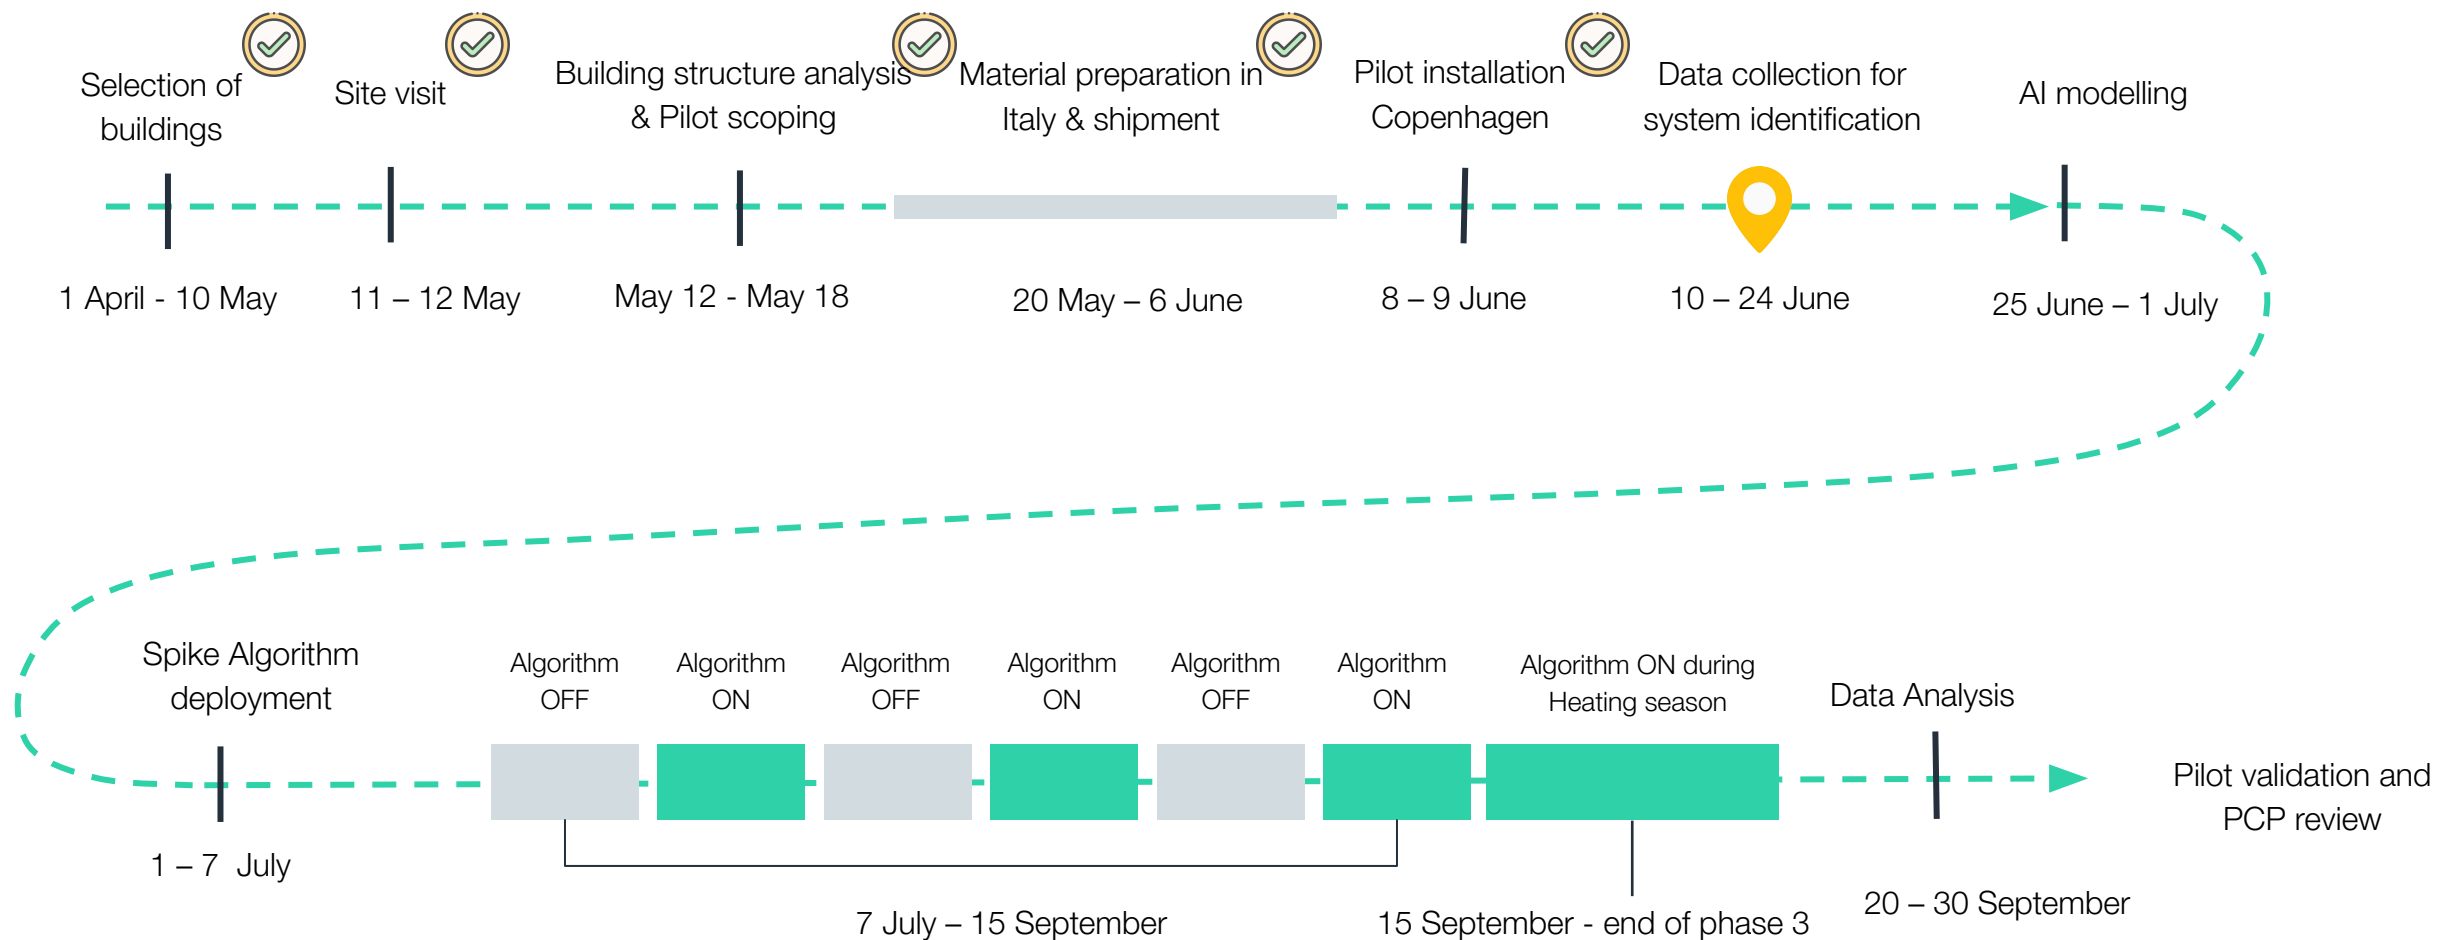 Selection of
buildings
Site visit
Building structure analysis
& Pilot scoping
Material preparation in
Italy & shipment
Pilot installation
Copenhagen
Data collection for
system identification
AI modelling
1 April - 10 May
11 – 12 May
May 12 - May 18
20 May – 6 June
8 – 9 June
10 – 24 June
25 June – 1 July
Spike Algorithm
deployment
Algorithm
OFF
Algorithm
ON
Algorithm
OFF
Algorithm
ON
Algorithm
OFF
Algorithm
ON
Algorithm ON during
Heating season
Data Analysis
Pilot validation and
PCP review
1 – 7 July
7 July – 15 September
15 September - end of phase 3
20 – 30 September